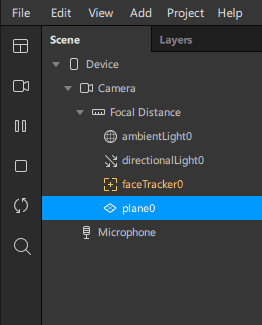 File Edit View Add Project Help
Scene Layers
Device
Camera
Focal Distance
ambientLight0
directionalLight0
faceTracker0
plane0
Microphone